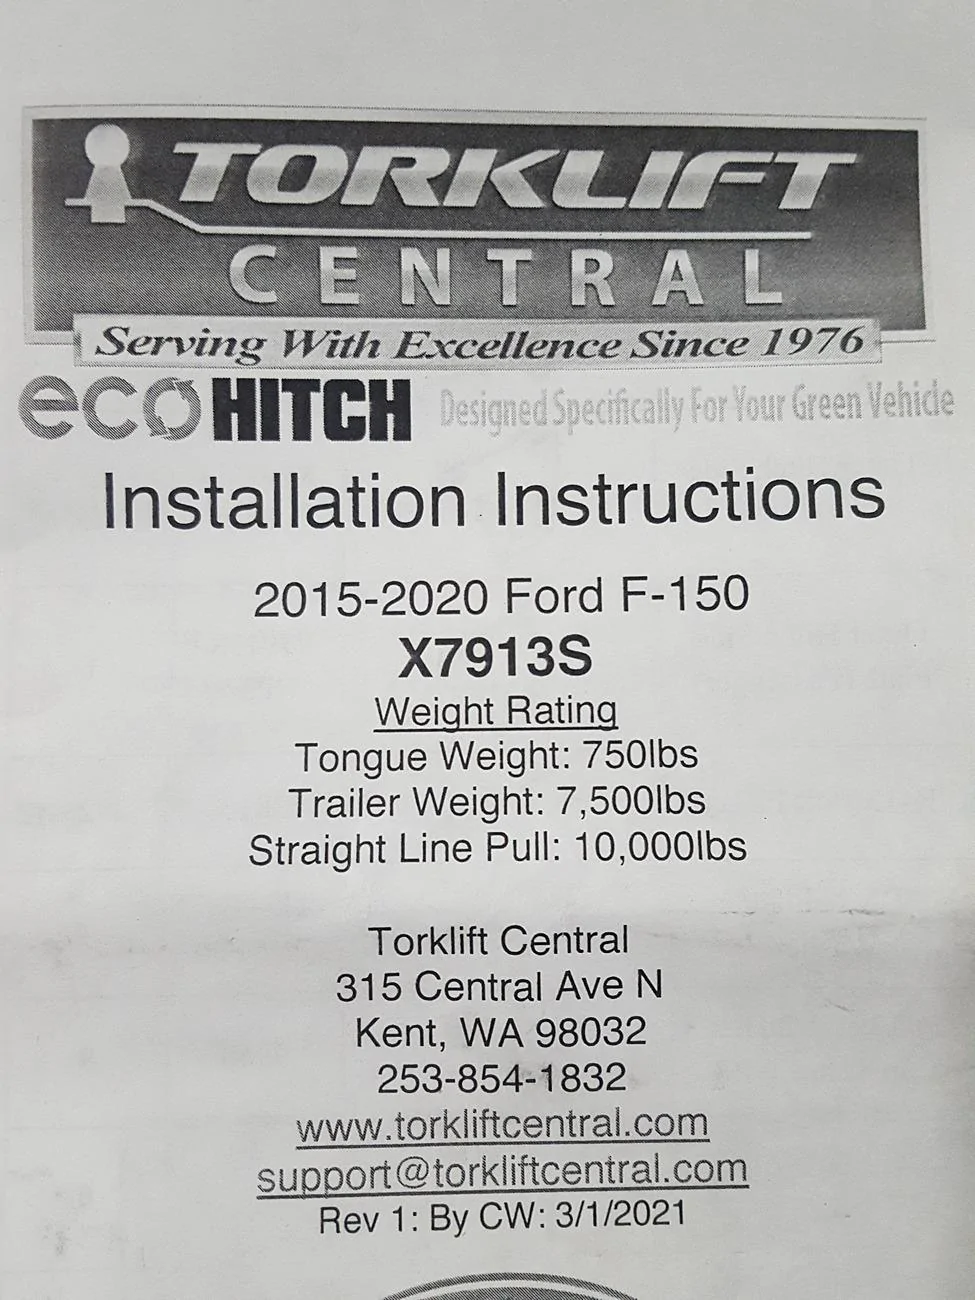 TORKLIFT
CENTRAL
Serving With Excellence Since 1976
ecoHITCH Designed Specifically For Your Green Vehicle
Installation Instructions
2015-2020 Ford F-150
X7913S
Weight Rating
Tongue Weight: 750lbs
Trailer Weight: 7,500lbs
Straight Line Pull: 10,000lbs
Torklift Central
315 Central Ave N
Kent, WA 98032
253-854-1832
www.torkliftcentral.com
support@torkliftcentral.com
Rev 1: By CW: 3/1/2021